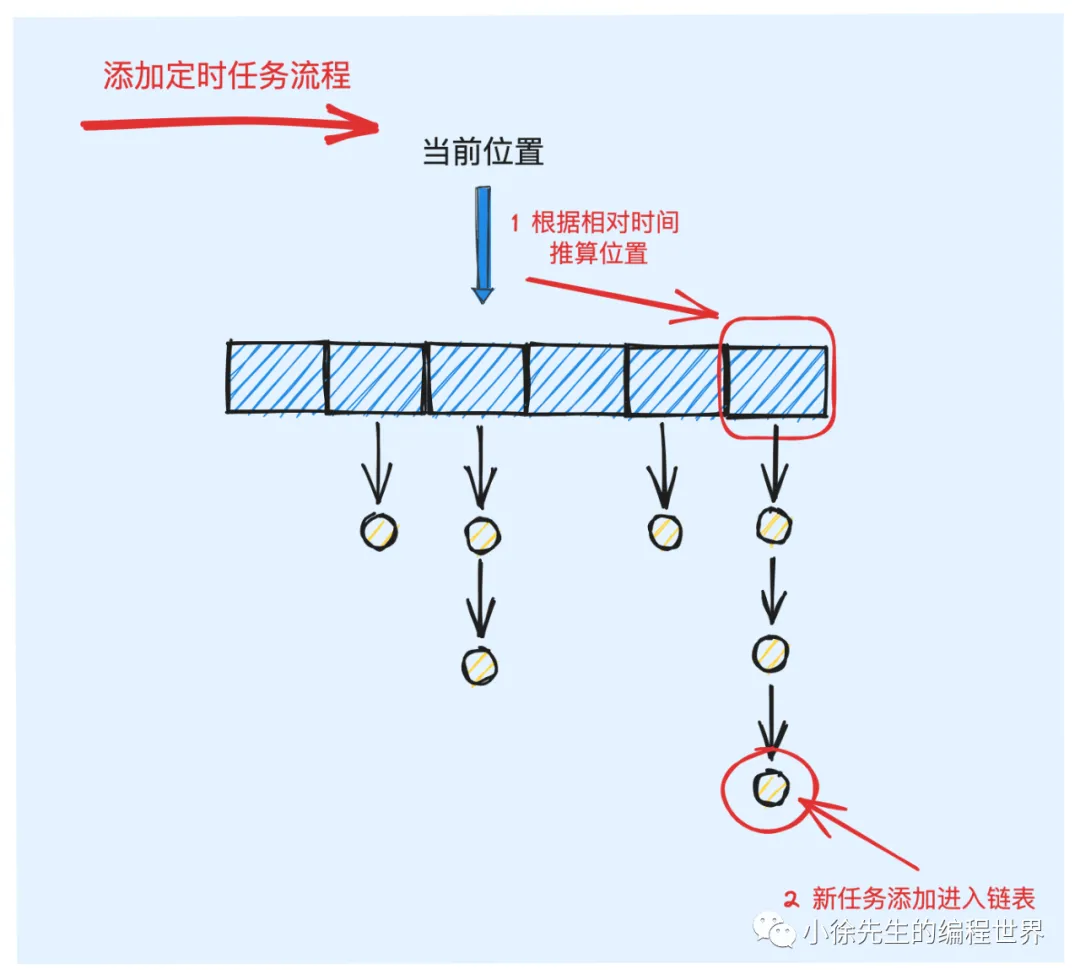 添加定时任务流程
当前位置
1 根据相对时间
推算位置
2 新任务添加进入链表
小徐先生的编程世界